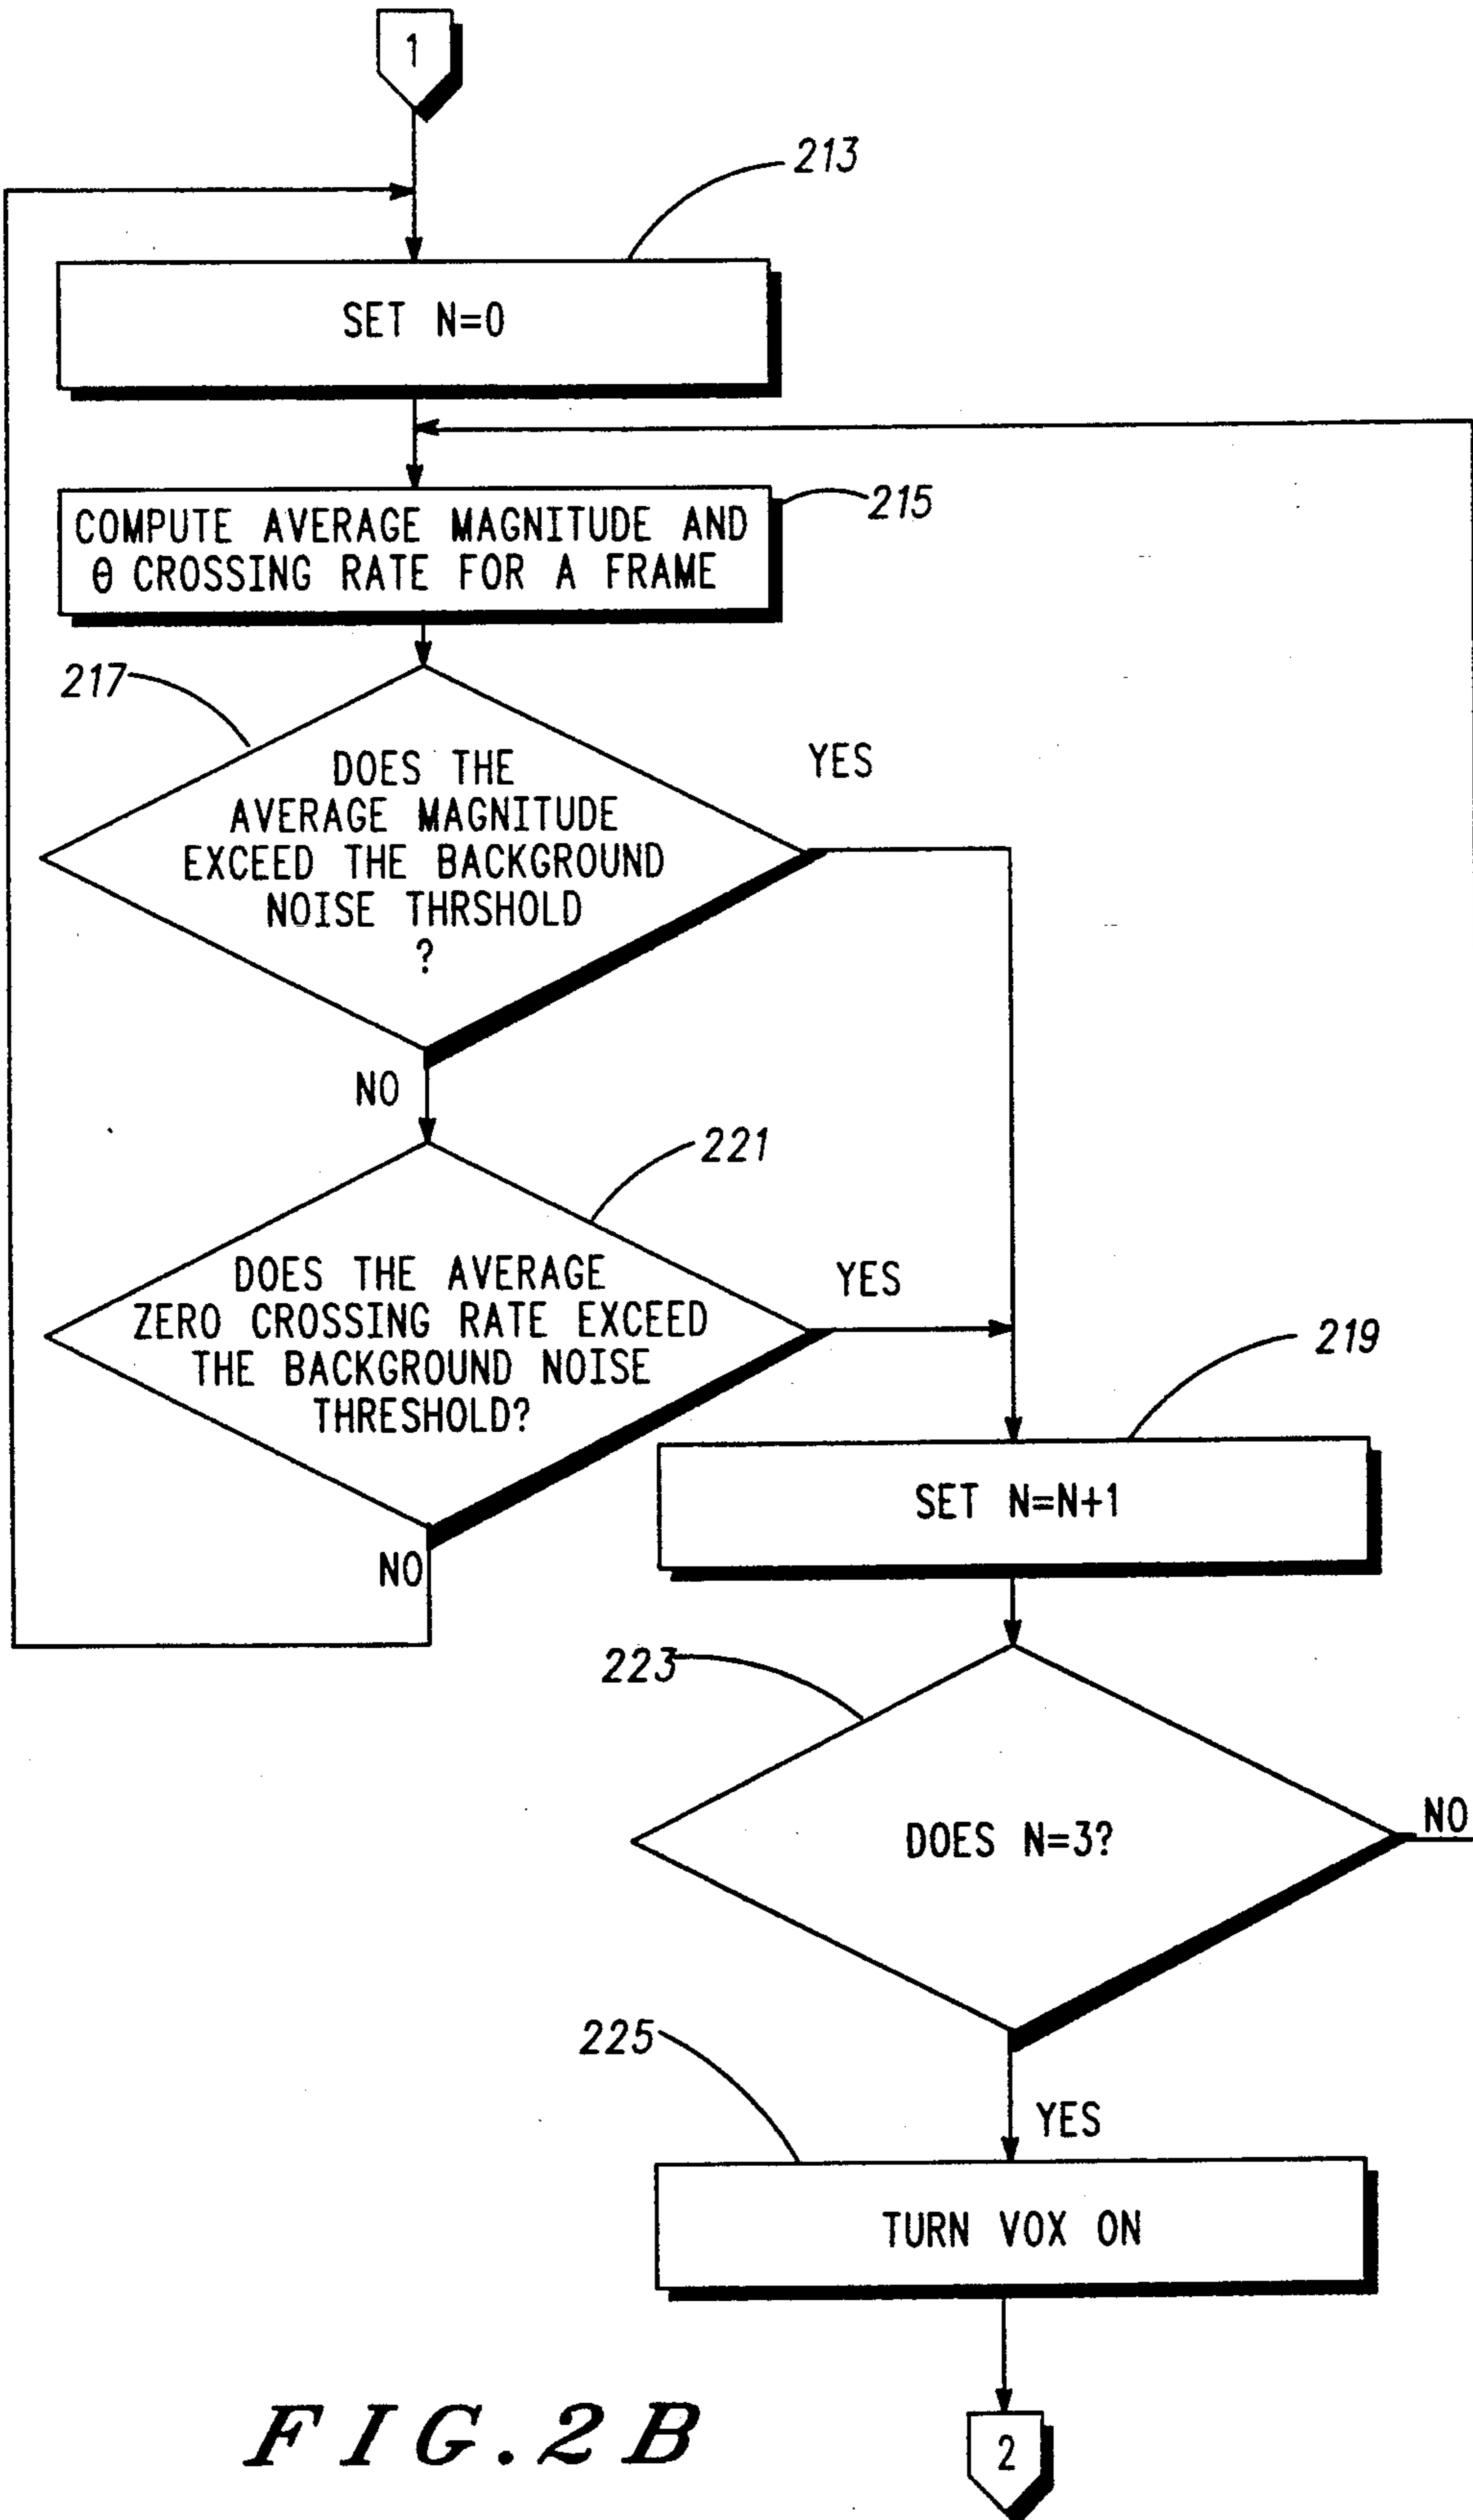 1
213
SET N=0
COMPUTE AVERAGE MAGNITUDE AND
θ CROSSING RATE FOR A FRAME
215
217
DOES THE
AVERAGE MAGNITUDE
EXCEED THE BACKGROUND
NOISE THRSHOLD
?
YES
NO
221
DOES THE AVERAGE
ZERO CROSSING RATE EXCEED
THE BACKGROUND NOISE
THRESHOLD?
YES
NO
219
SET N=N+1
223
DOES N=3?
NO
YES
225
TURN VOX ON
2
FIG.2B